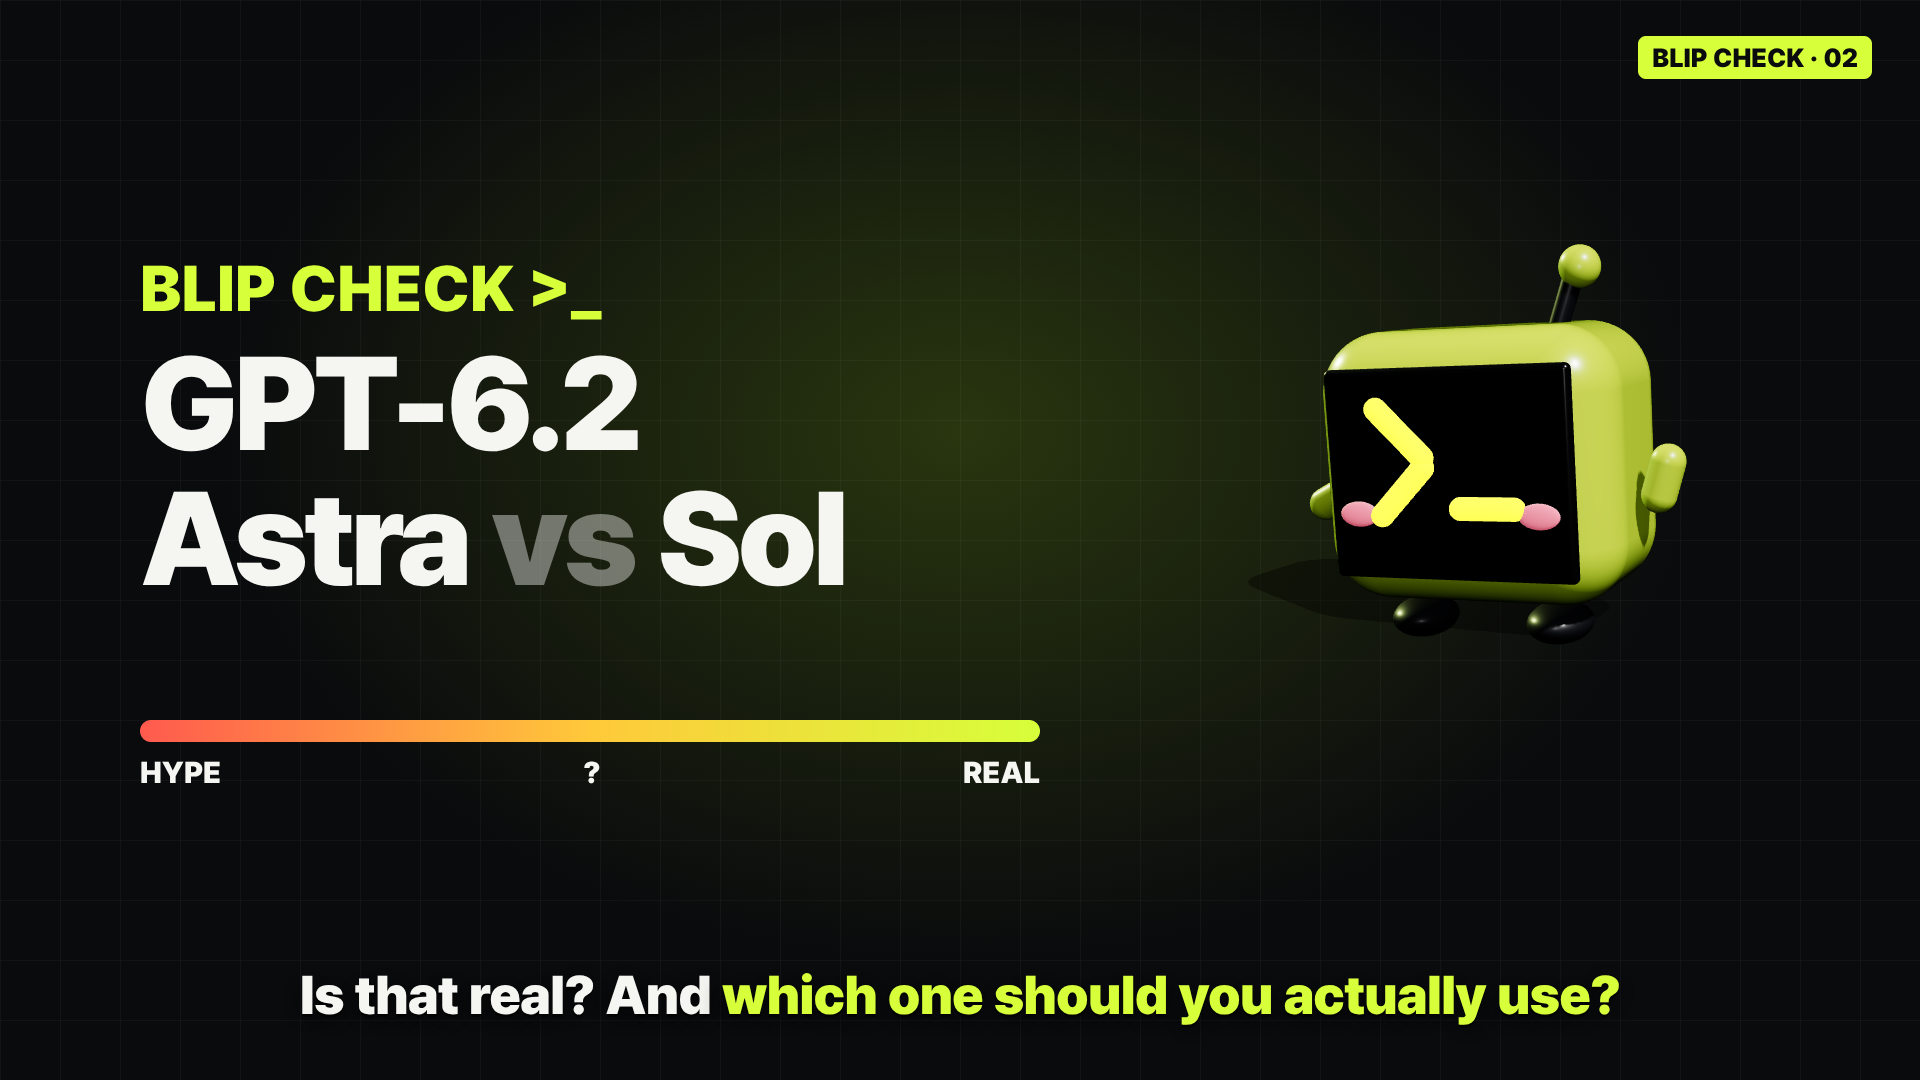 BLIP CHECK · 02
BLIP CHECK >_
GPT-6.2
Astra vs Sol
HYPE ? REAL
Is that real? And which one should you actually use?